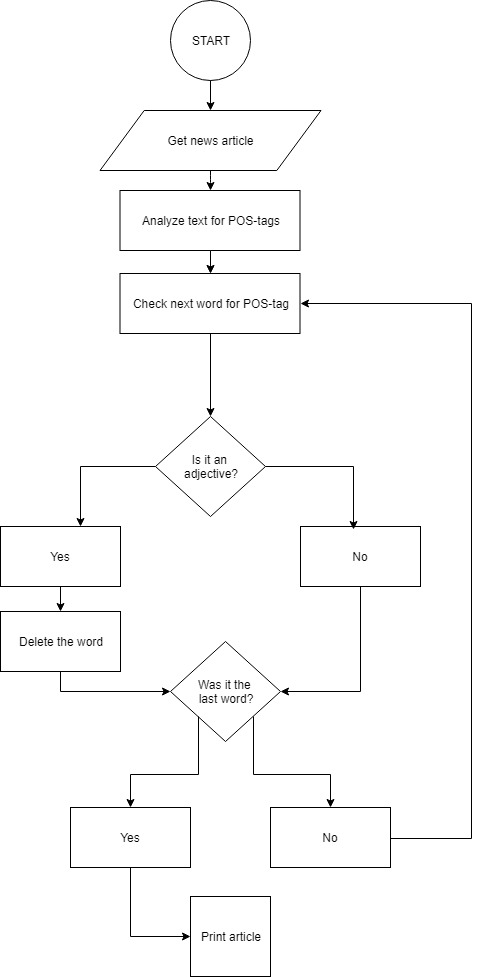 START
Get news article
Analyze text for POS-tags
Check next word for POS-tag
Is it an
adjective?
Yes
No
Delete the word
Was it the
last word?
Yes
No
Print article